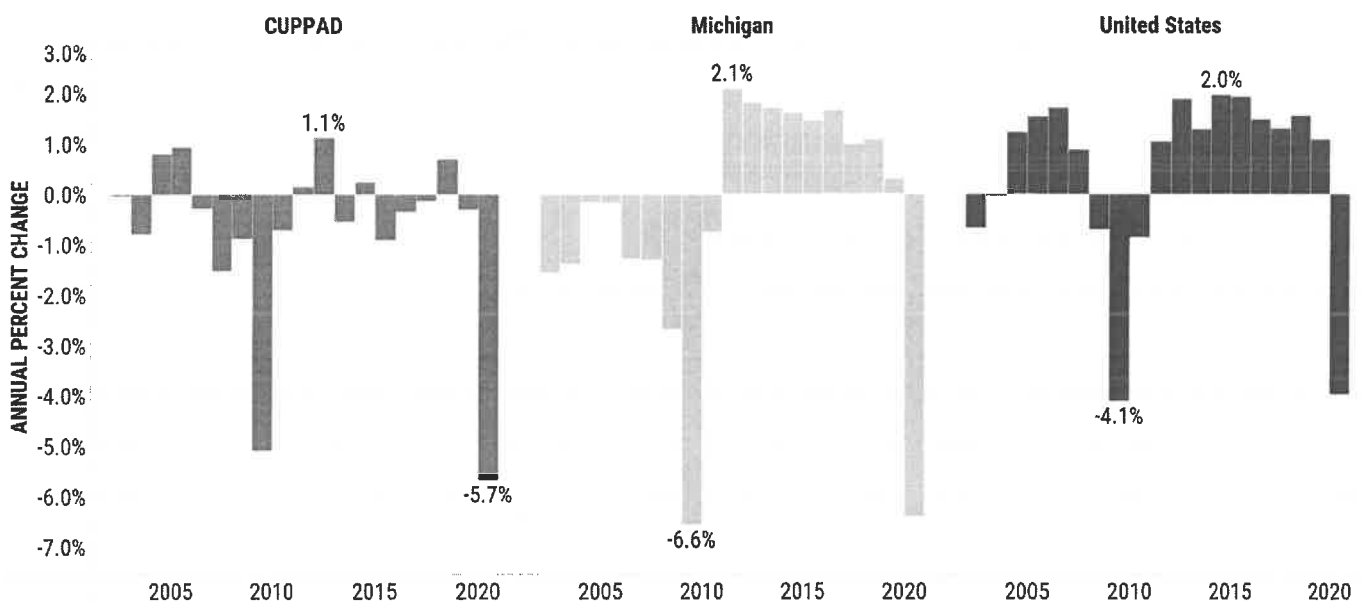 CUPPAD
Michigan
United States
3.0%
2.0%
1.0%
0.0%
-1.0%
-2.0%
-3.0%
-4.0%
-5.0%
-6.0%
-7.0%
ANNUAL PERCENT CHANGE
1.1%
-5.7%
2.1%
-6.6%
2.0%
-4.1%
2005 2010 2015 2020
2005 2010 2015 2020
2005 2010 2015 2020